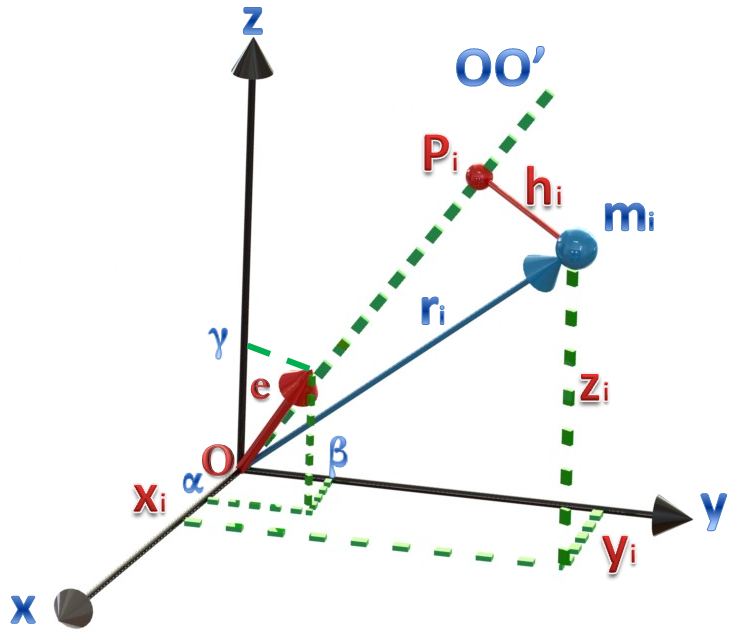 z
OO’
Pᵢ
hᵢ
mᵢ
γ
rᵢ
e
zᵢ
O
β
α
xᵢ
y
yᵢ
x